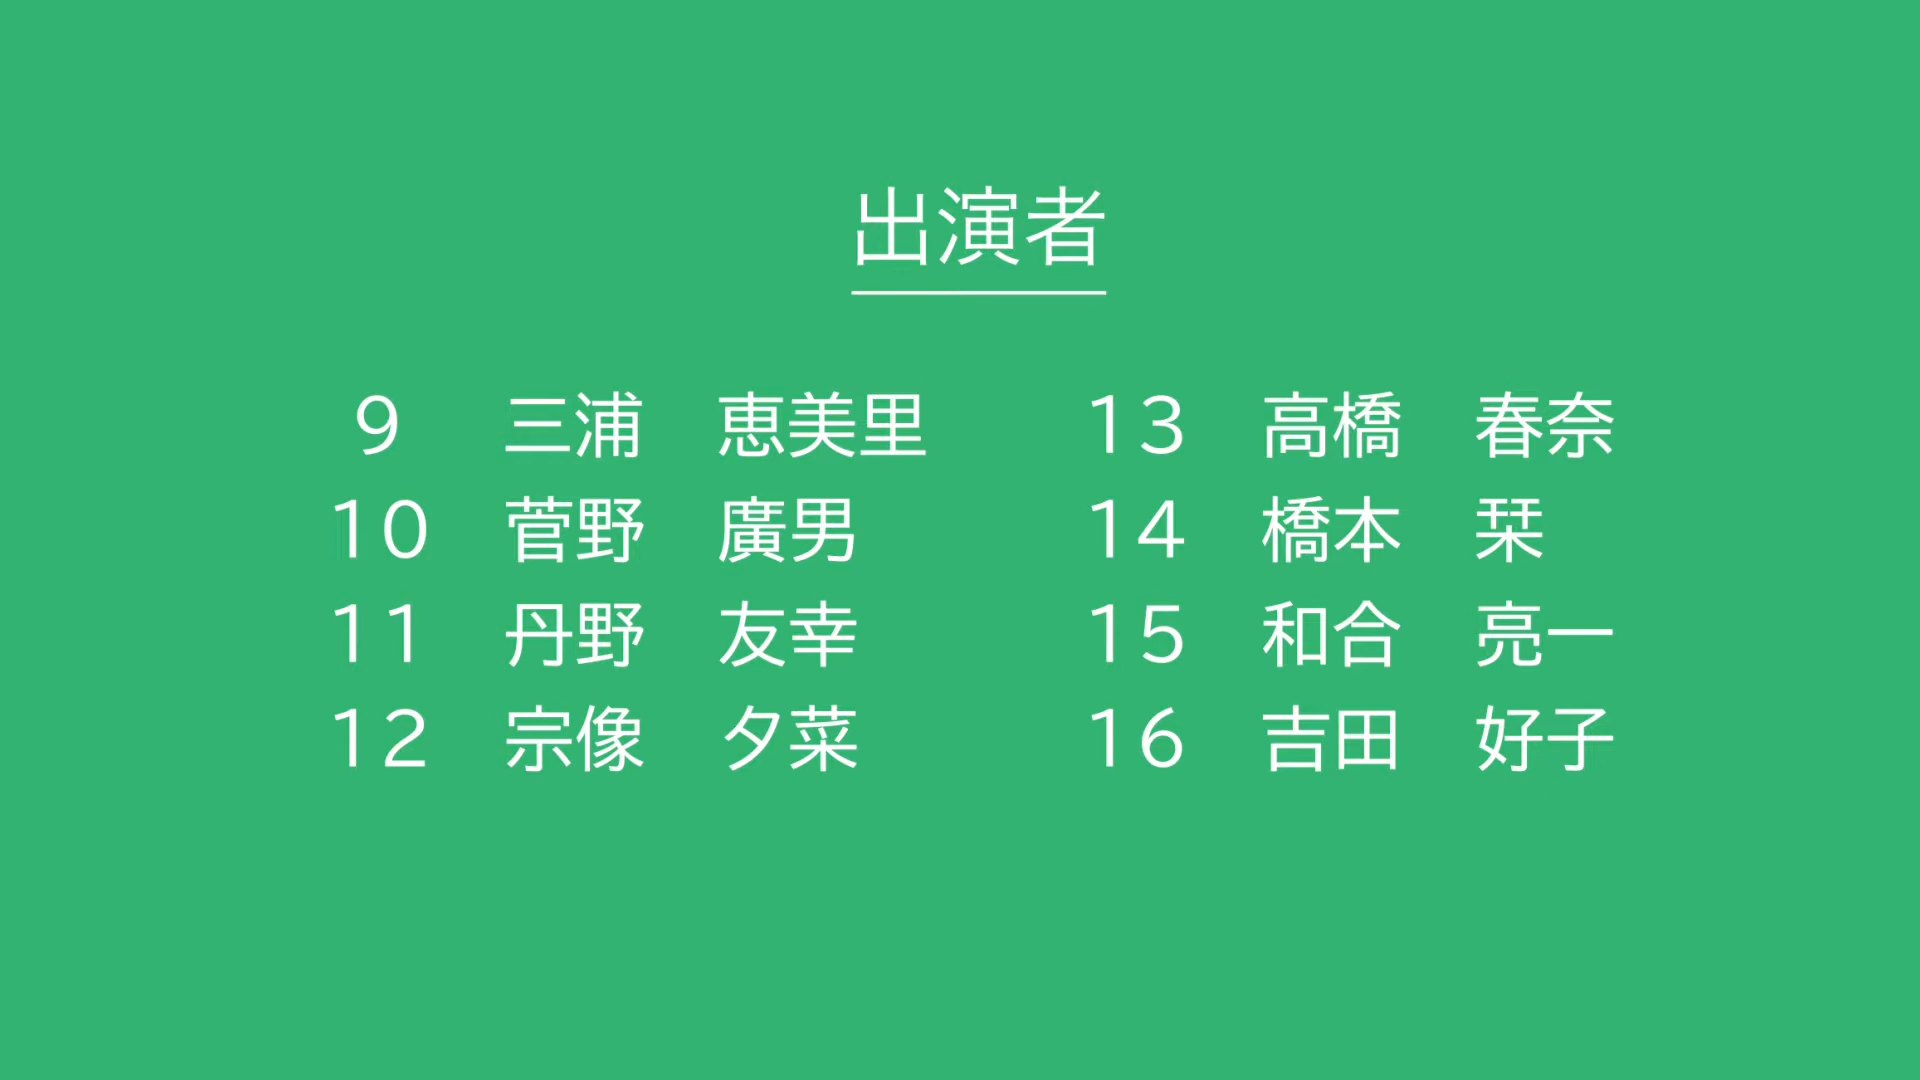 出演者
9 三浦 恵美里
10 菅野 廣男
11 丹野 友幸
12 宗像 夕菜
13 高橋 春奈
14 橋本 栞
15 和合 亮一
16 吉田 好子